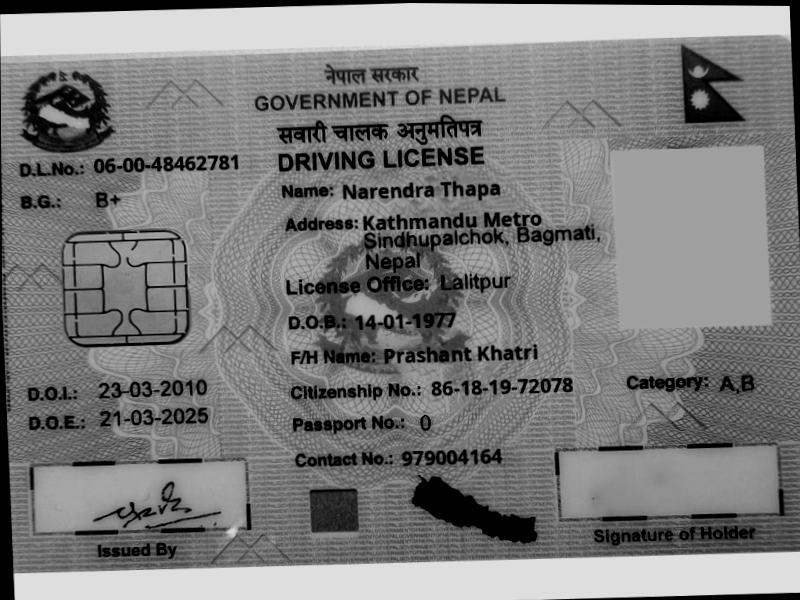 नेपाल सरकार
GOVERNMENT OF NEPAL
सवारी चालक अनुमतिपत्र
DRIVING LICENSE
D.L.No.: 06-00-48462781
B.G.: B+
Name: Narendra Thapa
Address: Kathmandu Metro
Sindhupalchok, Bagmati,
Nepal
License Office: Lalitpur
D.O.B.: 14-01-1977
F/H Name: Prashant Khatri
D.O.I.: 23-03-2010
Citizenship No.: 86-18-19-72078
Category: A,B
D.O.E.: 21-03-2025
Passport No.: 0
Contact No.: 979004164
Issued By
Signature of Holder